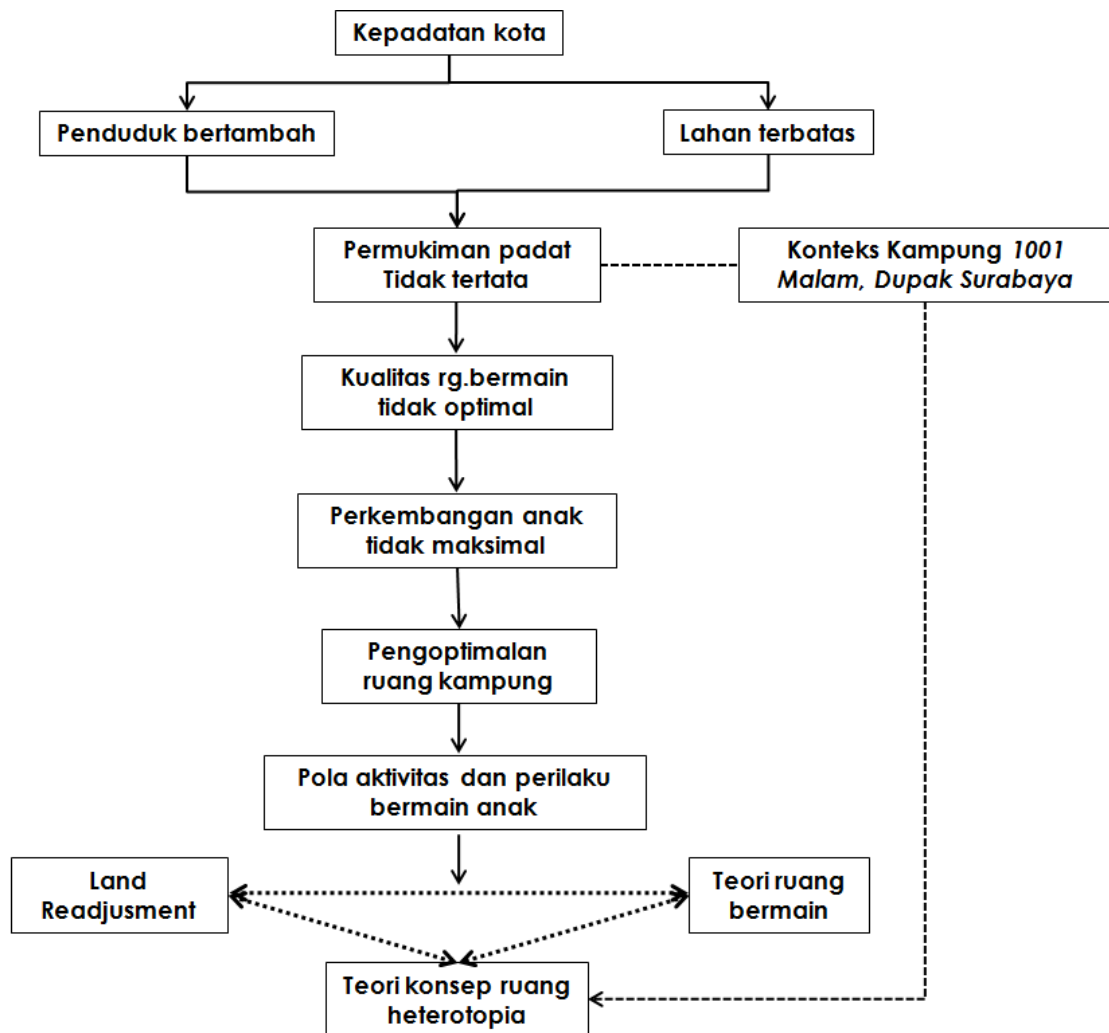 Kepadatan kota
Penduduk bertambah
Lahan terbatas
Permukiman padat
Tidak tertata
Konteks Kampung 1001
Malam, Dupak Surabaya
Kualitas rg.bermain
tidak optimal
Perkembangan anak
tidak maksimal
Pengoptimalan
ruang kampung
Pola aktivitas dan perilaku
bermain anak
Land
Readjusment
Teori ruang
bermain
Teori konsep ruang
heterotopia